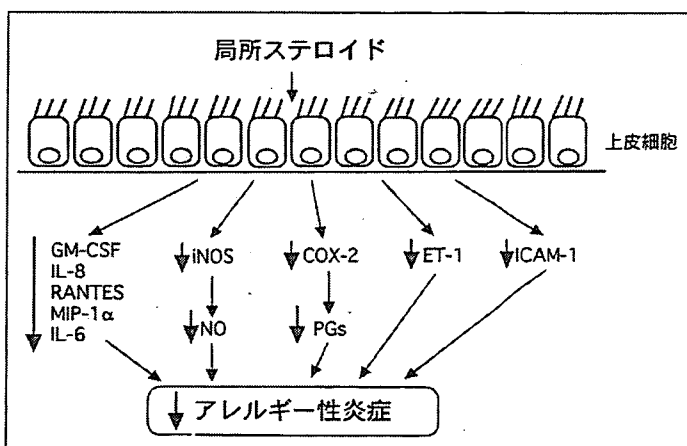 局所ステロイド
上皮細胞
GM-CSF
IL-8
RANTES
MIP-1α
IL-6
iNOS
COX-2
ET-1
ICAM-1
NO
PGs
アレルギー性炎症